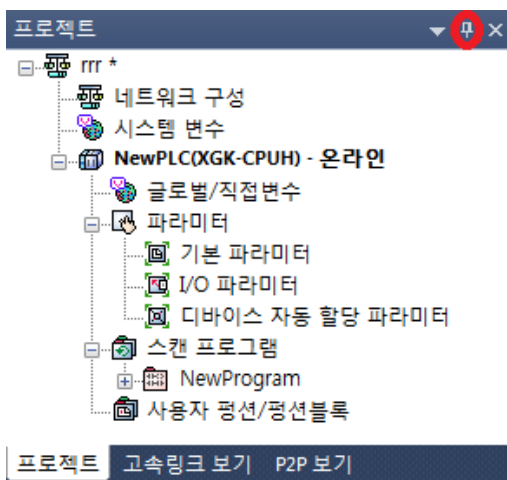 프로젝트
rrr *
네트워크 구성
시스템 변수
NewPLC(XGK-CPUH) - 온라인
글로벌/직접변수
파라미터
기본 파라미터
I/O 파라미터
디바이스 자동 할당 파라미터
스캔 프로그램
NewProgram
사용자 펑션/펑션블록
프로젝트 고속링크 보기 P2P 보기